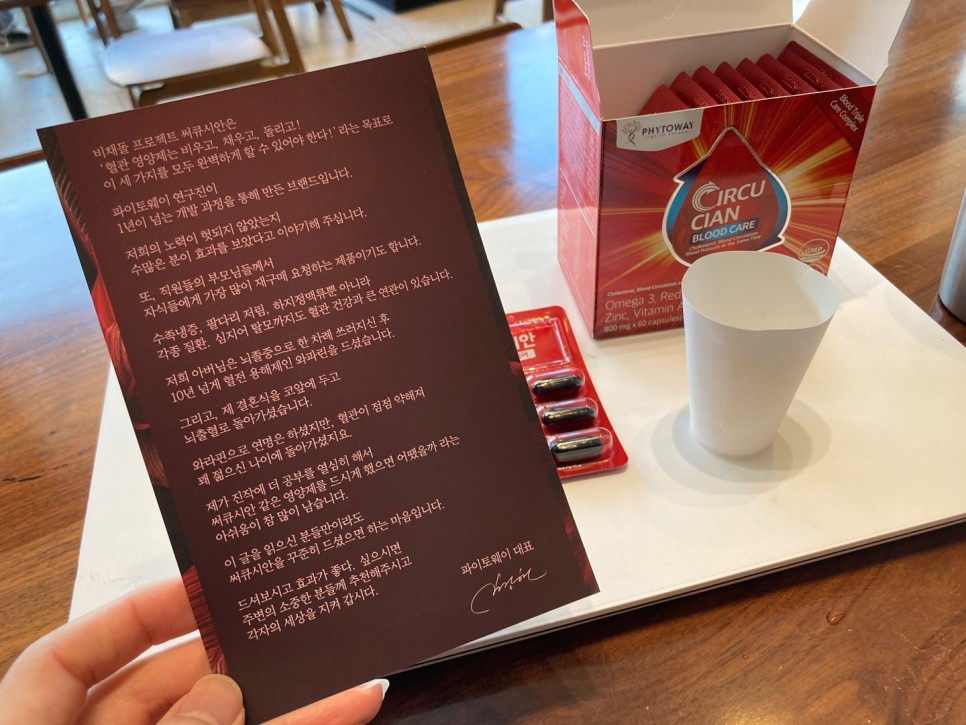 비채돌 프로젝트 써큐시안은
'혈관 영양제는 비우고, 채우고, 돌리고!
이 세 가지를 모두 완벽하게 할 수 있어야 한다!' 라는 목표로
파이토웨이 연구진이
1년이 넘는 개발 과정을 통해 만든 브랜드입니다.
저희의 노력이 헛되지 않았는지
수많은 분이 효과를 보았다고 이야기해 주십니다.
또, 직원들의 부모님들께서
자식들에게 가장 많이 재구매 요청하는 제품이기도 합니다.
수족냉증, 팔다리 저림, 하지정맥류뿐 아니라
각종 질환, 심지어 탈모까지도 혈관 건강과 큰 연관이 있습니다.
저희 아버님은 뇌졸중으로 한 차례 쓰러지신 후
10년 넘게 혈전 용해제인 와파린을 드셨습니다.
그리고, 제 결혼식을 코앞에 두고
뇌출혈로 돌아가셨습니다.
와라핀으로 연명은 하셨지만, 혈관이 점점 약해져
꽤 젊으신 나이에 돌아가셨지요.
제가 진작에 더 공부를 열심히 해서
써큐시안 같은 영양제를 드시게 했으면 어땠을까 라는
아쉬움이 참 많이 남습니다.
이 글을 읽으신 분들만이라도
써큐시안을 꾸준히 드셨으면 하는 마음입니다.
드셔보시고 효과가 좋다, 싶으시면
주변의 소중한 분들께 추천해주시고
각자의 세상을 지켜 갑시다.
파이토웨이 대표
PHYTOWAY
Blood Triple
Care Complex
CIRCU
CIAN
BLOOD CARE
Cholesterol, Blood Circulation and
Blood Pressure at the Same Time
GMP
Cholesterol, Blood Circulation
Omega 3, Red
Zinc, Vitamin
800 mg x 60 capsules